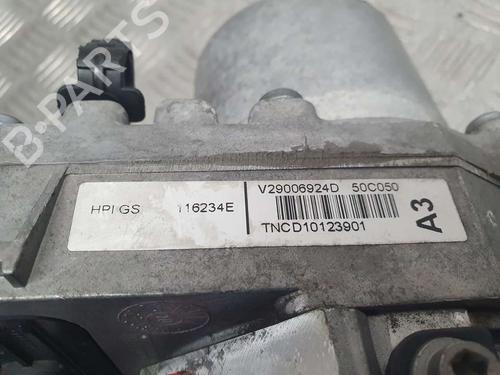 B-PARTS
V29006924D 50C050
HPI GS 116234E
TNCD10123901
A3